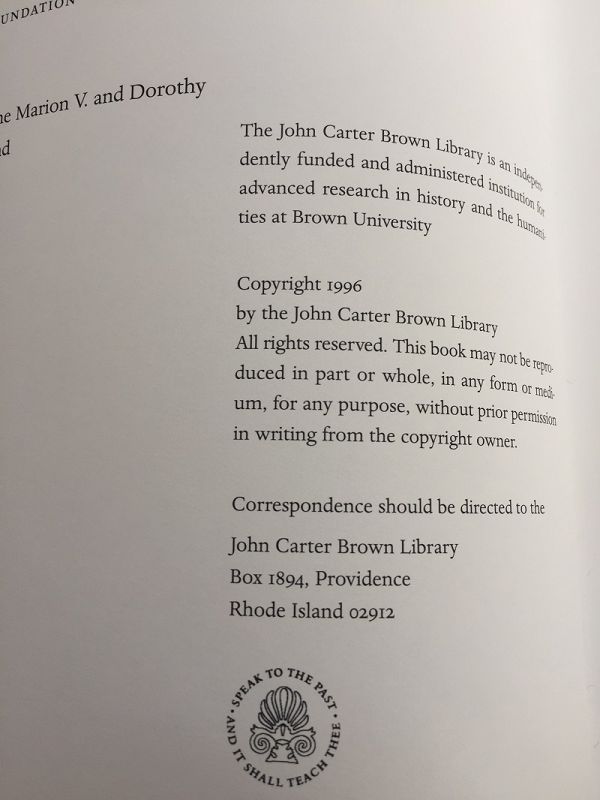 UNDATION
Marion V. and Dorothy
The John Carter Brown Library is an indepen-
dently funded and administered institution for
advanced research in history and the humani-
ties at Brown University
Copyright 1996
by the John Carter Brown Library
All rights reserved. This book may not be repro-
duced in part or whole, in any form or medi-
um, for any purpose, without prior permission
in writing from the copyright owner.
Correspondence should be directed to the
John Carter Brown Library
Box 1894, Providence
Rhode Island 02912
· SPEAK TO THE PAST ·
AND IT SHALL TEACH THEE